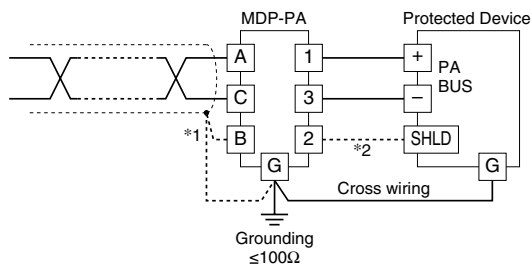 MDP-PA
Protected Device
A
1
+
PA
BUS
C
3
–
*1
B
2
*2
SHLD
G
G
Cross wiring
Grounding
≤100Ω